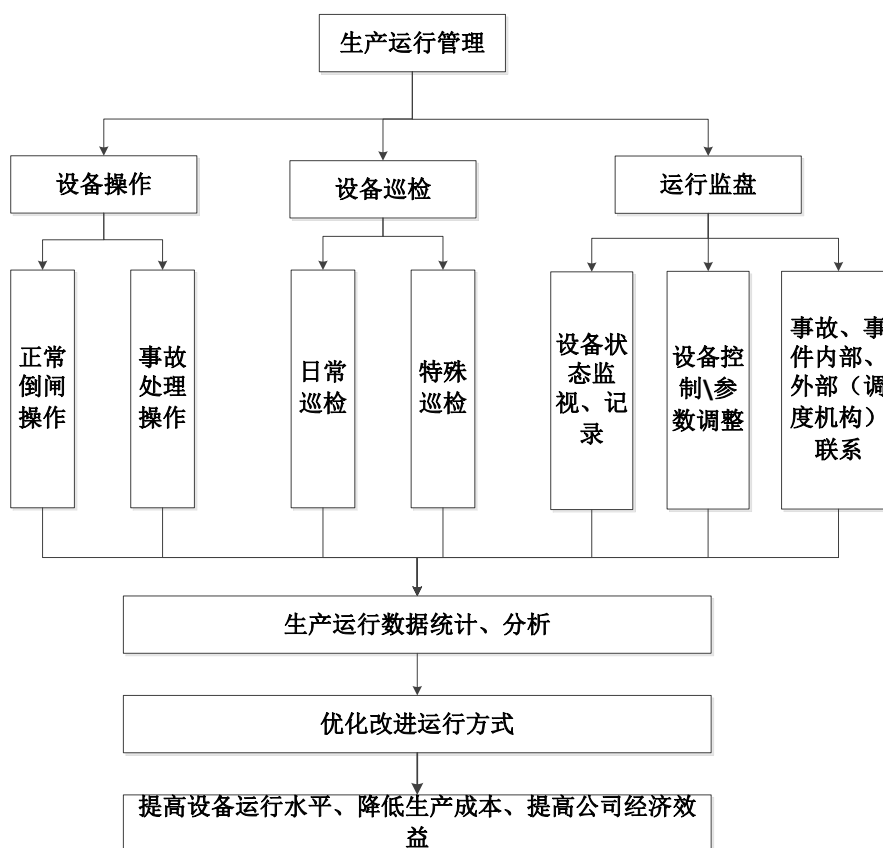 生产运行管理
设备操作
设备巡检
运行监盘
正常
倒闸
操作
事故
处理
操作
日常
巡检
特殊
巡检
设备状
态监
视、记
录
设备控
制\参
数调整
事故、事
件内部、
外部（调
度机构）
联系
生产运行数据统计、分析
优化改进运行方式
提高设备运行水平、降低生产成本、提高公司经济效
益